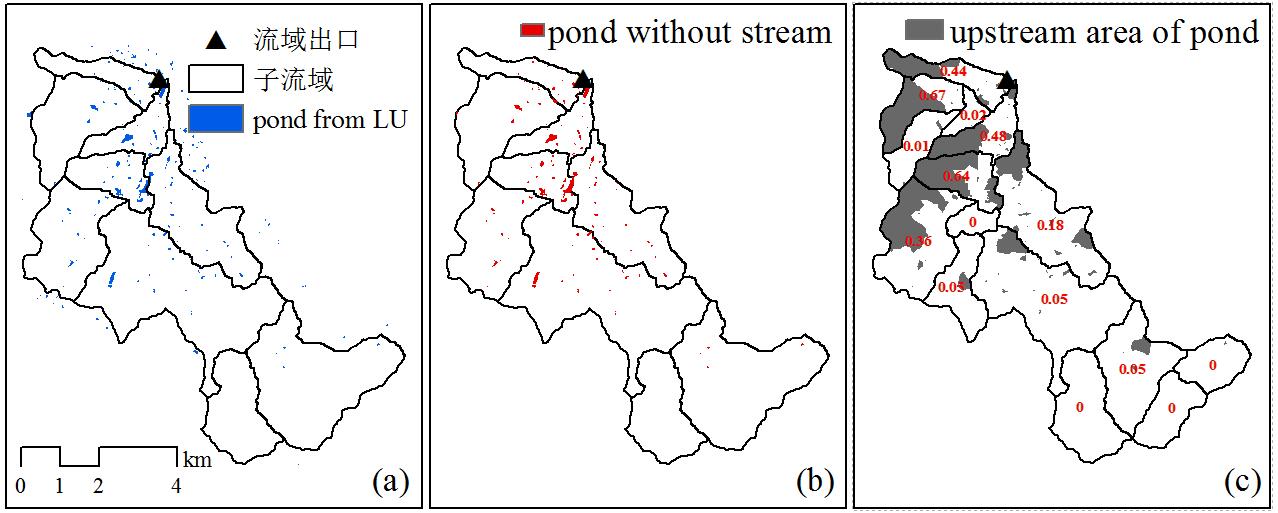 流域出口
子流域
pond from LU
km
0 1 2 4
(a)
pond without stream
(b)
upstream area of pond
0.44
0.67
0.02
0.48
0.01
0.64
0
0.18
0.36
0.05
0.05
0.05
0
0
0
(c)